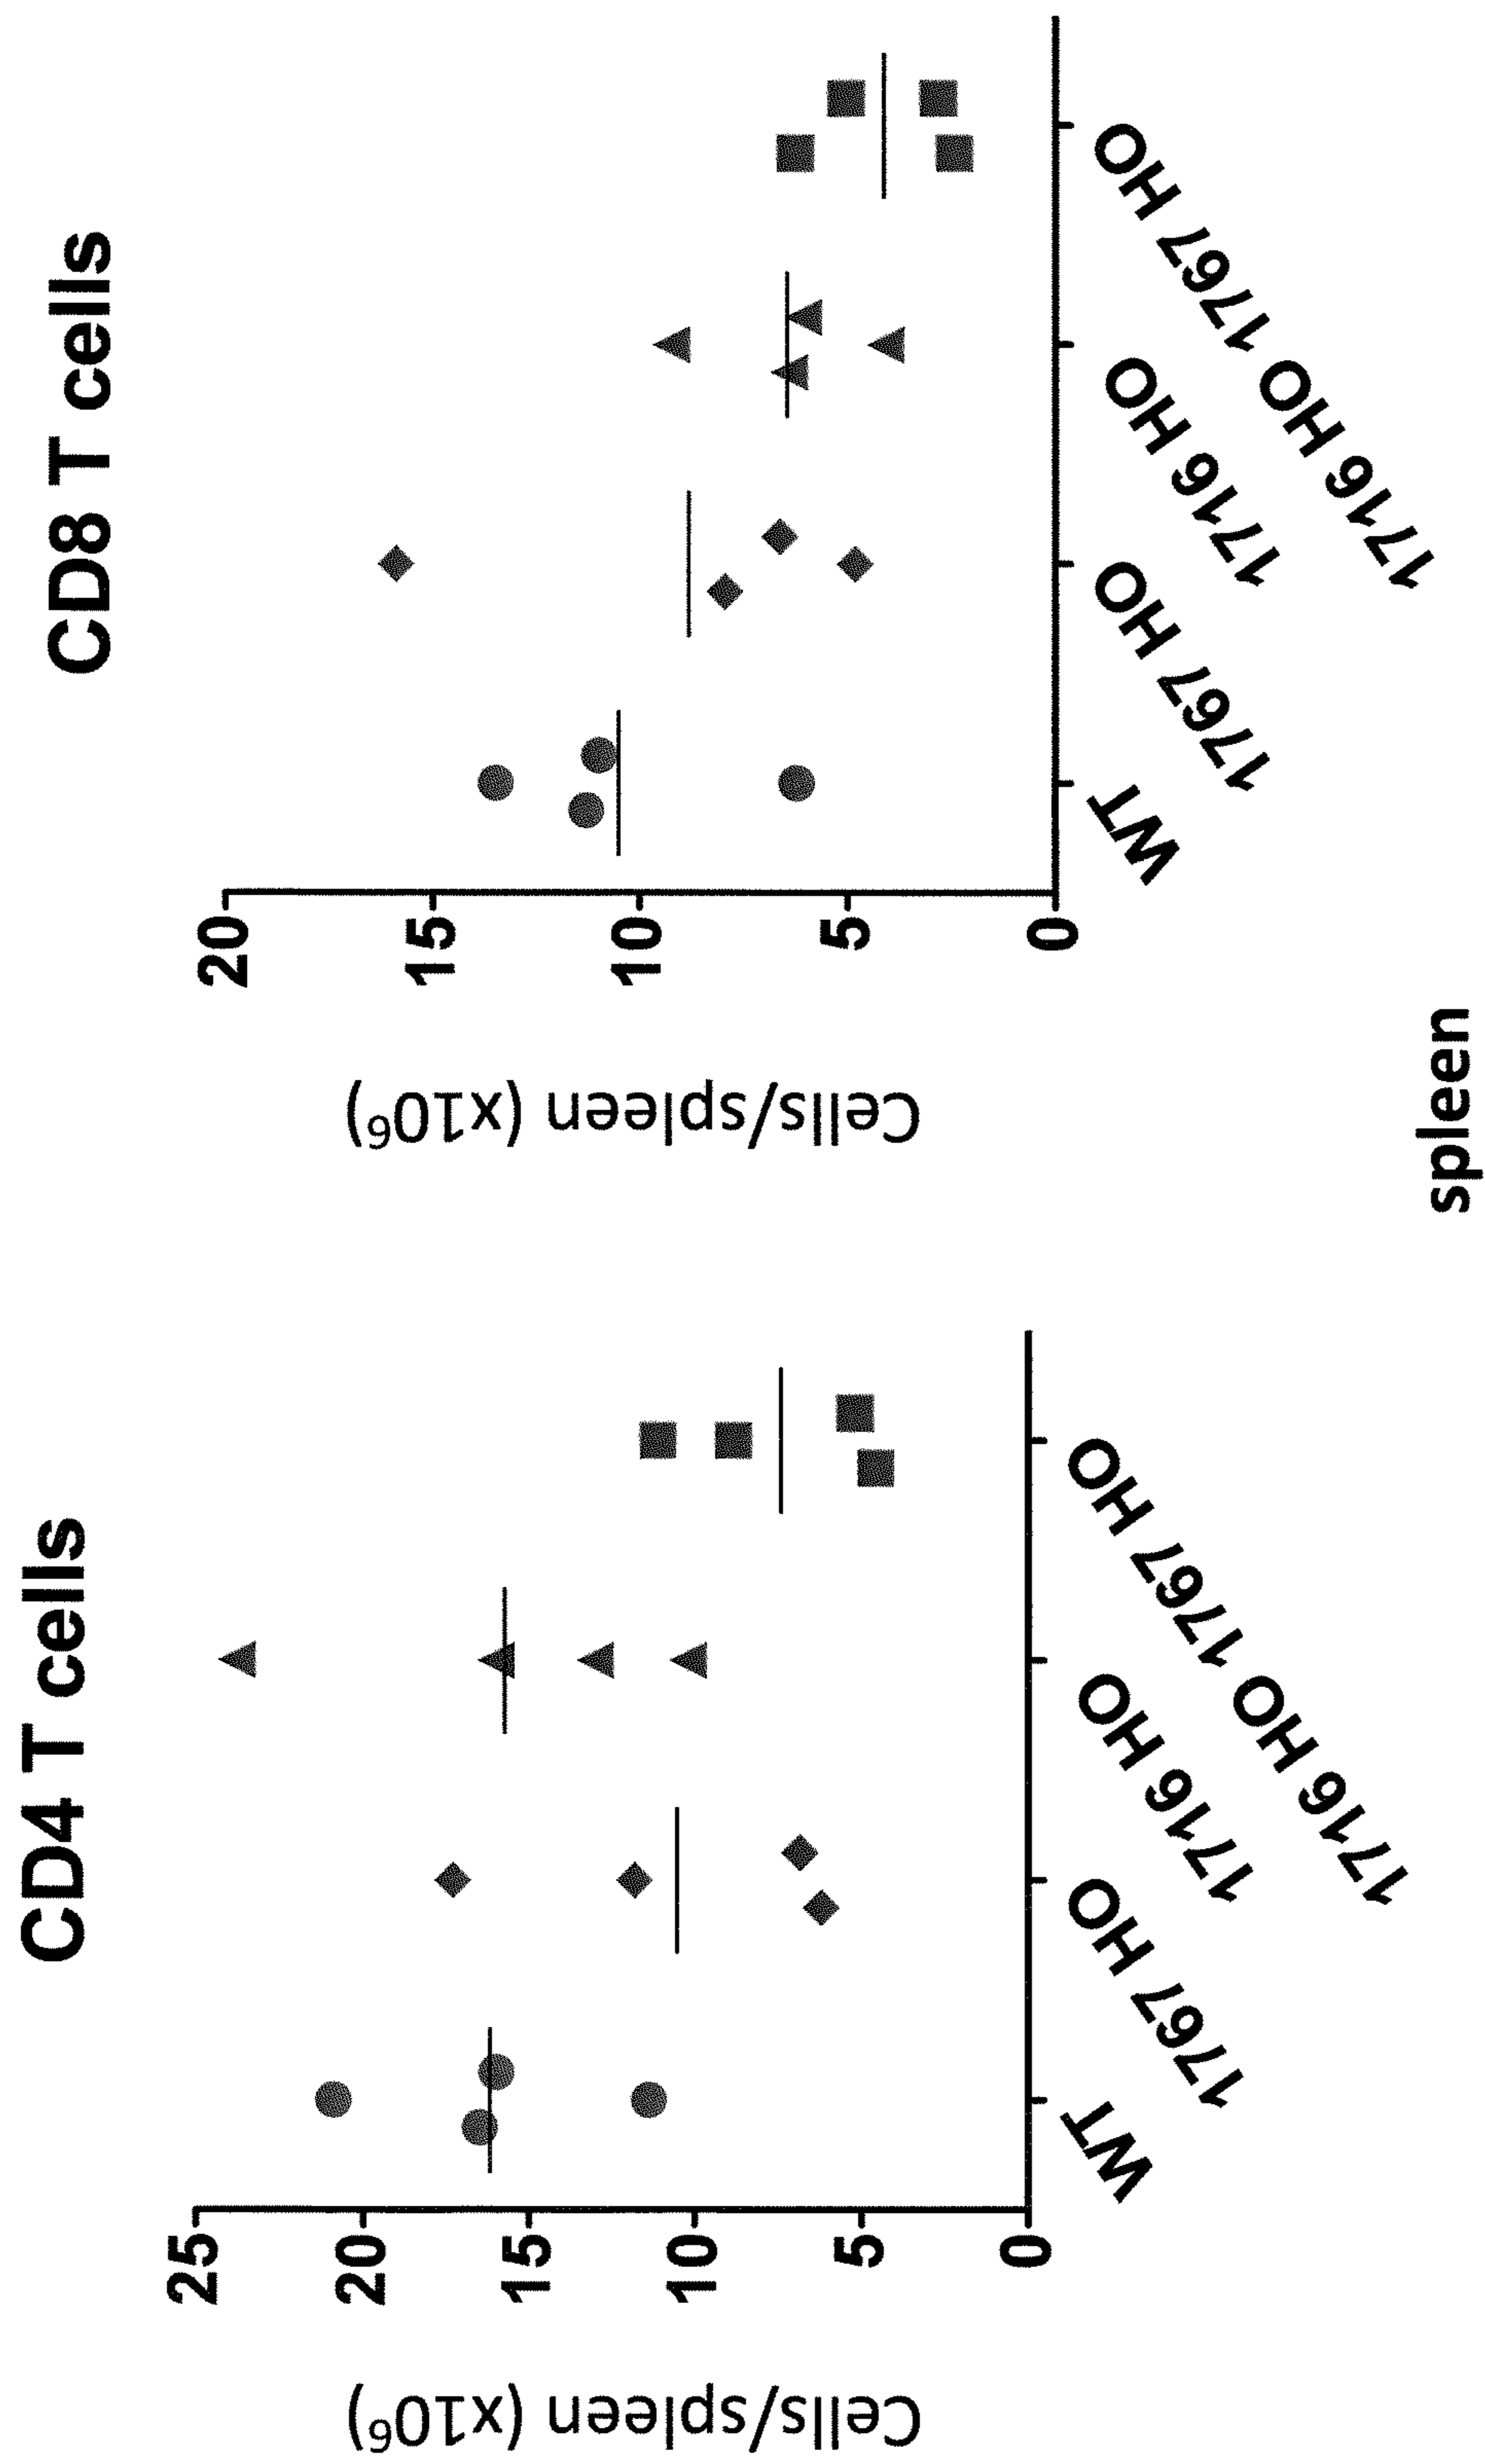 CD4 T cells
Cells/spleen (x10⁶)
25
20
15
10
5
0
WT
1767 HO
1716 HO
1716 HO 1767 HO
CD8 T cells
Cells/spleen (x10⁶)
20
15
10
5
0
WT
1767 HO
1716 HO
1716 HO 1767 HO
spleen